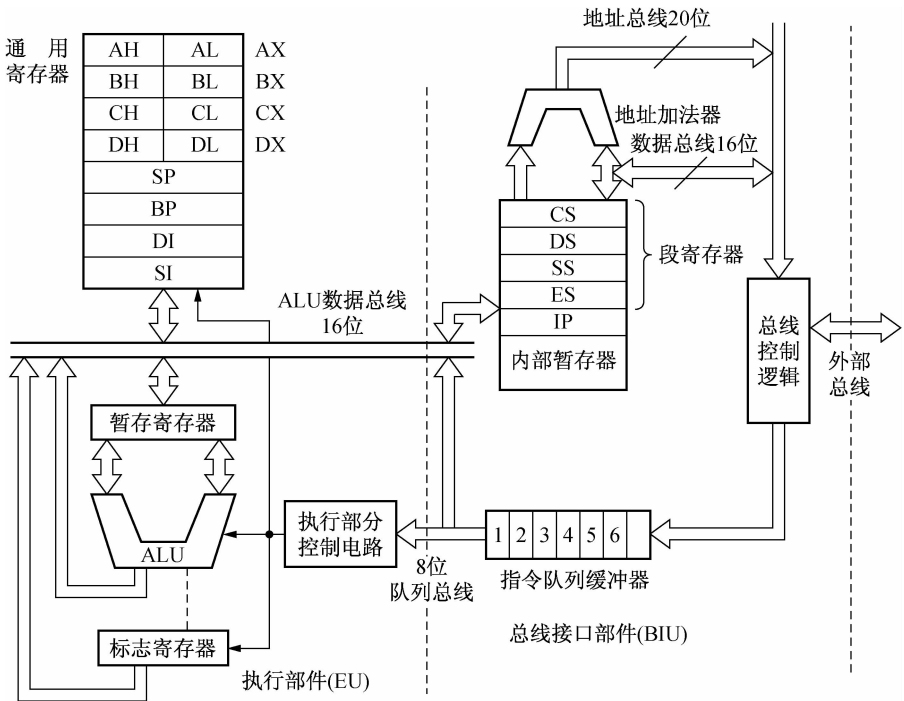 通 用
寄存器
AH AL AX
BH BL BX
CH CL CX
DH DL DX
SP
BP
DI
SI
ALU数据总线
16位
暂存寄存器
ALU
标志寄存器
执行部分
控制电路
8位
队列总线
执行部件(EU)
地址总线20位
地址加法器
数据总线16位
CS
DS
SS
ES
IP
内部暂存器
段寄存器
总线
控制
逻辑
外部
总线
1 2 3 4 5 6
指令队列缓冲器
总线接口部件(BIU)